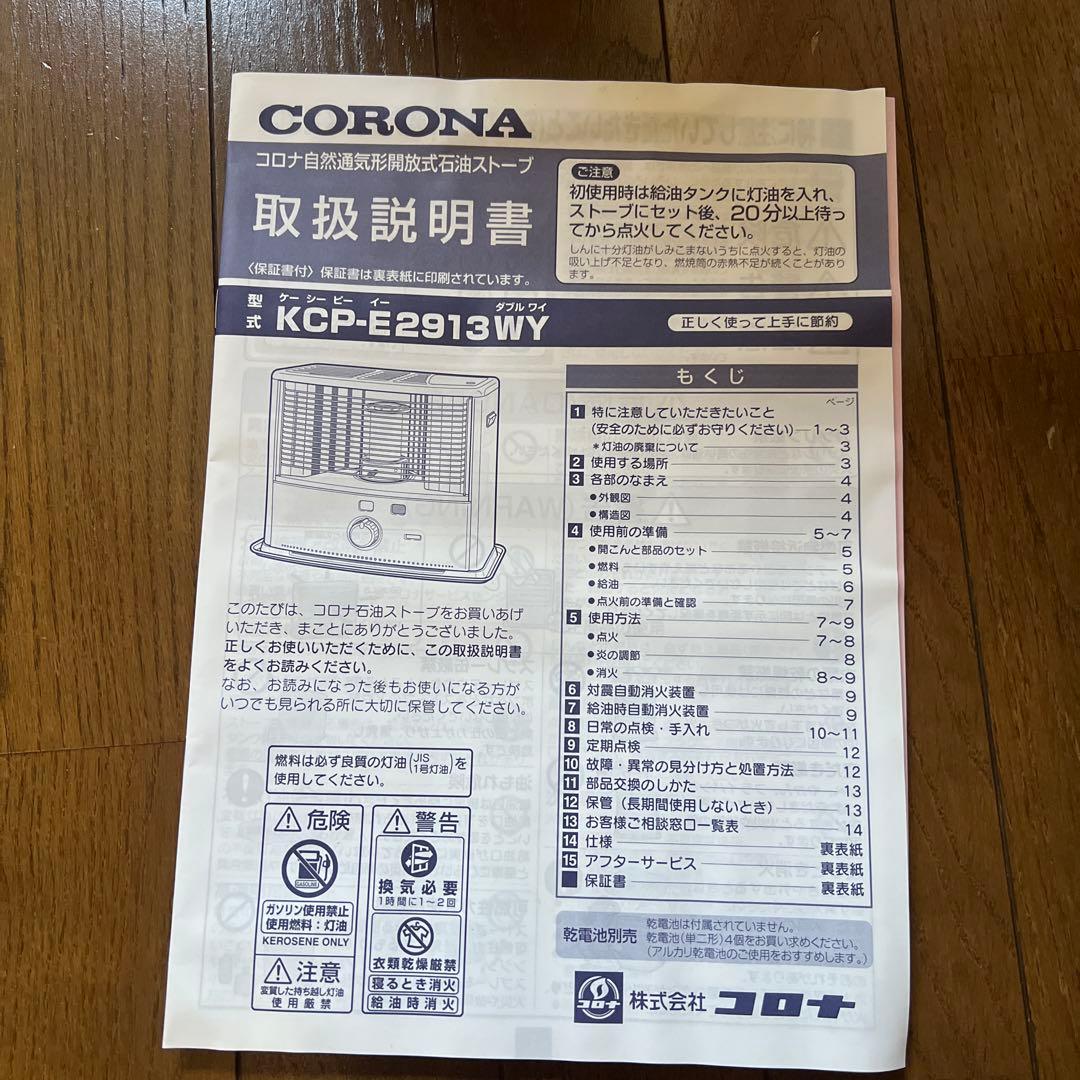 CORONA
コロナ自然通気形開放式石油ストーブ
取扱説明書
〈保証書付〉保証書は裏表紙に印刷されています。
ご注意
初使用時は給油タンクに灯油を入れ、
ストーブにセット後、20分以上待っ
てから点火してください。
しんに十分灯油がしみこまないうちに点火すると、灯油の
吸い上げ不足となり、燃焼筒の赤熱不足が続くことがあり
ます。
型式
ケー シー ピー イー ダブル ワイ
KCP-E2913WY
正しく使って上手に節約
このたびは、コロナ石油ストーブをお買いあげ
いただき、まことにありがとうございました。
正しくお使いいただくために、この取扱説明書
をよくお読みください。
なお、お読みになった後もお使いになる方が
いつでも見られる所に大切に保管してください。
燃料は必ず良質の灯油(JIS 1号灯油)を
使用してください。
危険
GASOLINE
ガソリン使用禁止
使用燃料:灯油
KEROSENE ONLY
注意
変質した持ち越し灯油
使用厳禁
警告
換気必要
1時間に1〜2回
衣類乾燥厳禁
寝るとき消火
給油時消火
もくじ
ページ
1 特に注意していただきたいこと
(安全のために必ずお守りください)―1〜3
*灯油の廃棄について 3
2 使用する場所 3
3 各部のなまえ 4
●外観図 4
●構造図 4
4 使用前の準備 5〜7
●開こんと部品のセット 5
●燃料 5
●給油 6
●点火前の準備と確認 7
5 使用方法 7〜9
●点火 7〜8
●炎の調節 8
●消火 8〜9
6 対震自動消火装置 9
7 給油時自動消火装置 9
8 日常の点検・手入れ 10〜11
9 定期点検 12
10 故障・異常の見分け方と処置方法 12
11 部品交換のしかた 13
12 保管(長期間使用しないとき) 13
13 お客様ご相談窓口一覧表 14
14 仕様 裏表紙
15 アフターサービス 裏表紙
■ 保証書 裏表紙
乾電池別売
乾電池は付属されていません。
乾電池(単二形)4個をお買い求めください。
(アルカリ乾電池のご使用をおすすめします。)
コロナ
株式会社 コロナ